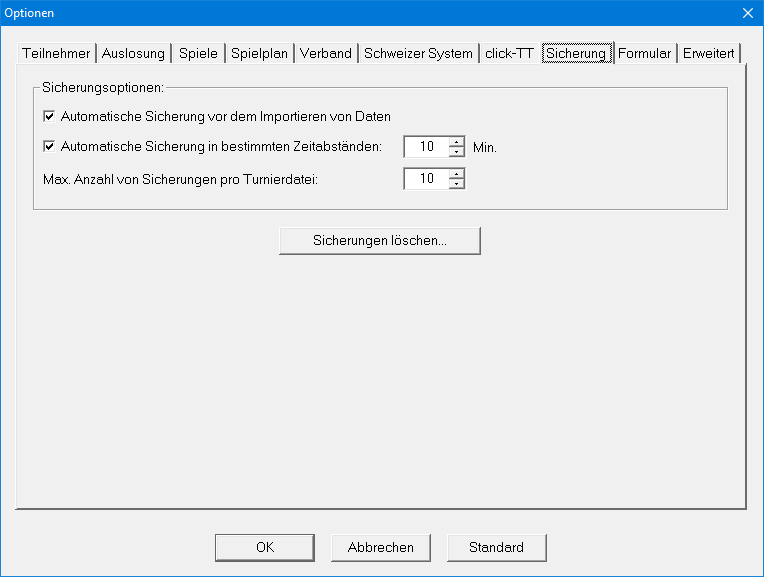 Optionen
Teilnehmer Auslosung Spiele Spielplan Verband Schweizer System click-TT Sicherung Formular Erweitert
Sicherungsoptionen:
Automatische Sicherung vor dem Importieren von Daten
Automatische Sicherung in bestimmten Zeitabständen: 10 Min.
Max. Anzahl von Sicherungen pro Turnierdatei: 10
Sicherungen löschen...
OK Abbrechen Standard